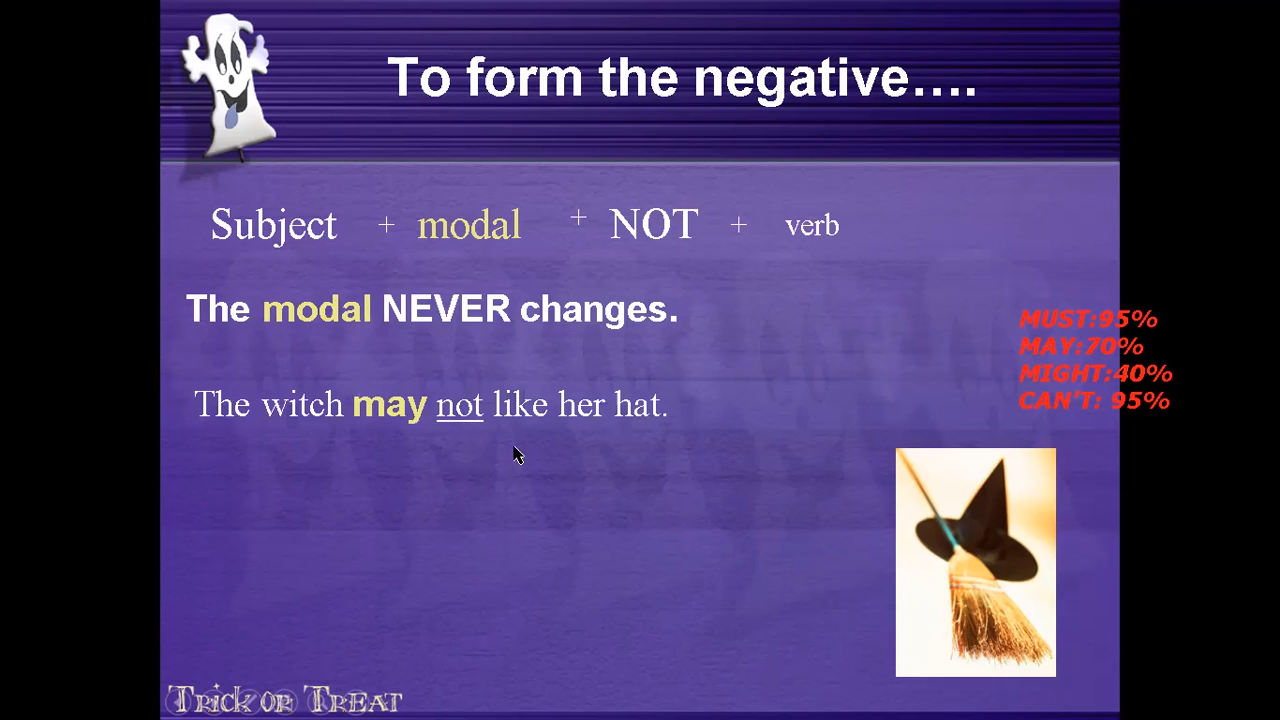 To form the negative….
Subject + modal + NOT + verb
The modal NEVER changes.
MUST:95%
MAY:70%
MIGHT:40%
CAN'T: 95%
The witch may not like her hat.
Trick or Treat